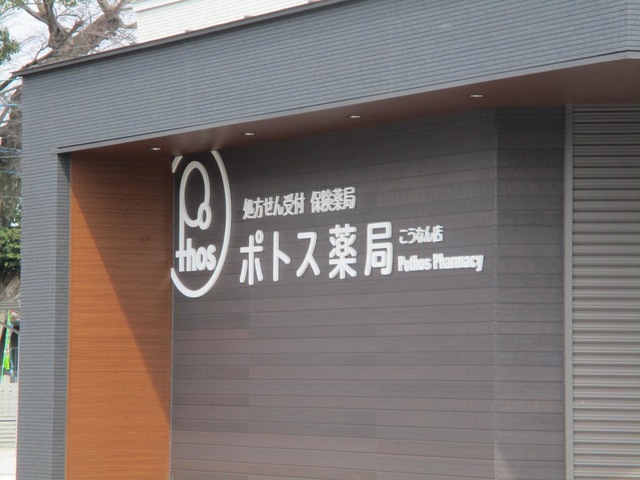 Pothos
処方せん受付 保険薬局
ポトス薬局 こうなん店
Pothos Pharmacy